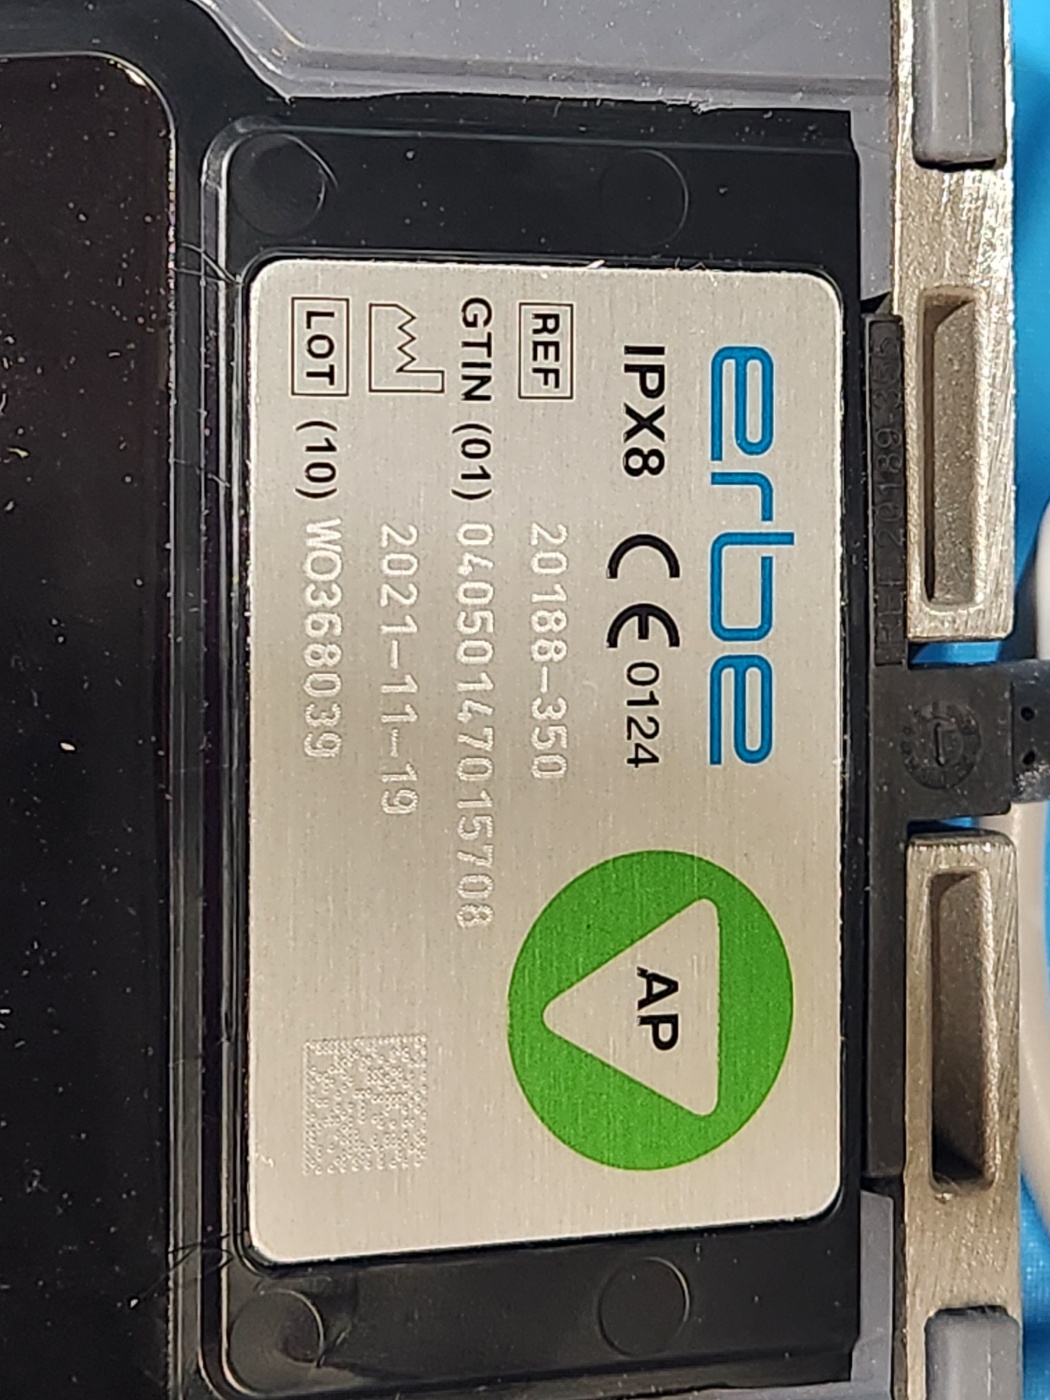 erbe
IPX8 CE 0124
AP
REF 20188-350
GTIN (01) 04050147015708
2021-11-19
LOT (10) WO368039